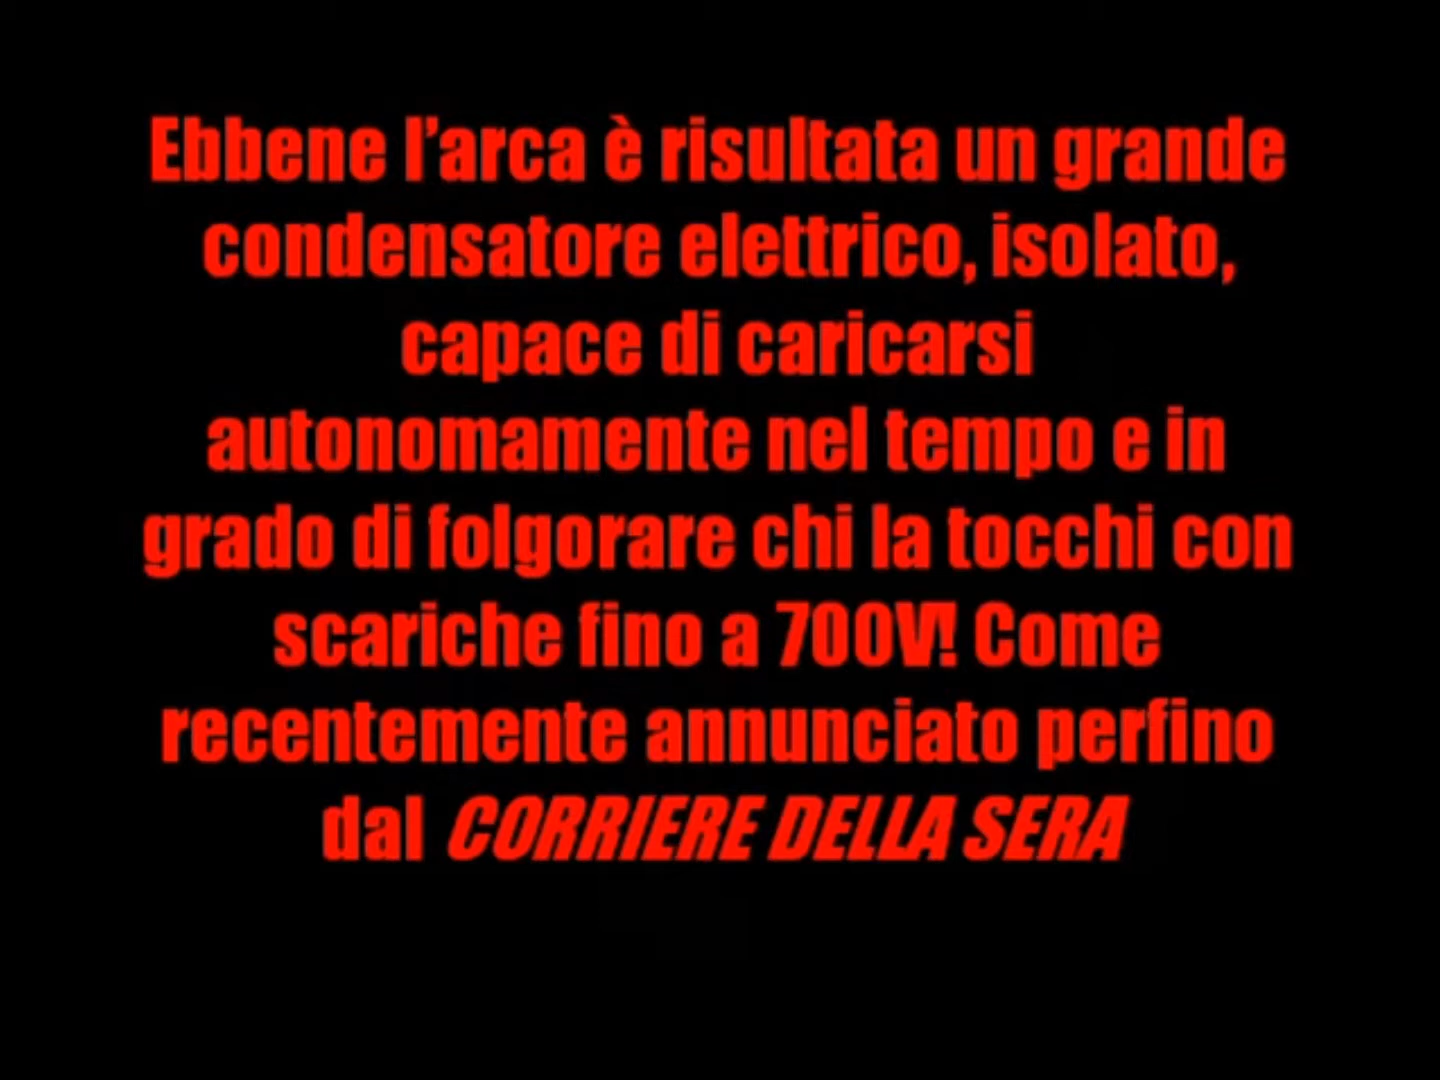 Ebbene l’arca è risultata un grande
condensatore elettrico, isolato,
capace di caricarsi
autonomamente nel tempo e in
grado di folgorare chi la tocchi con
scariche fino a 700V! Come
recentemente annunciato perfino
dal CORRIERE DELLA SERA